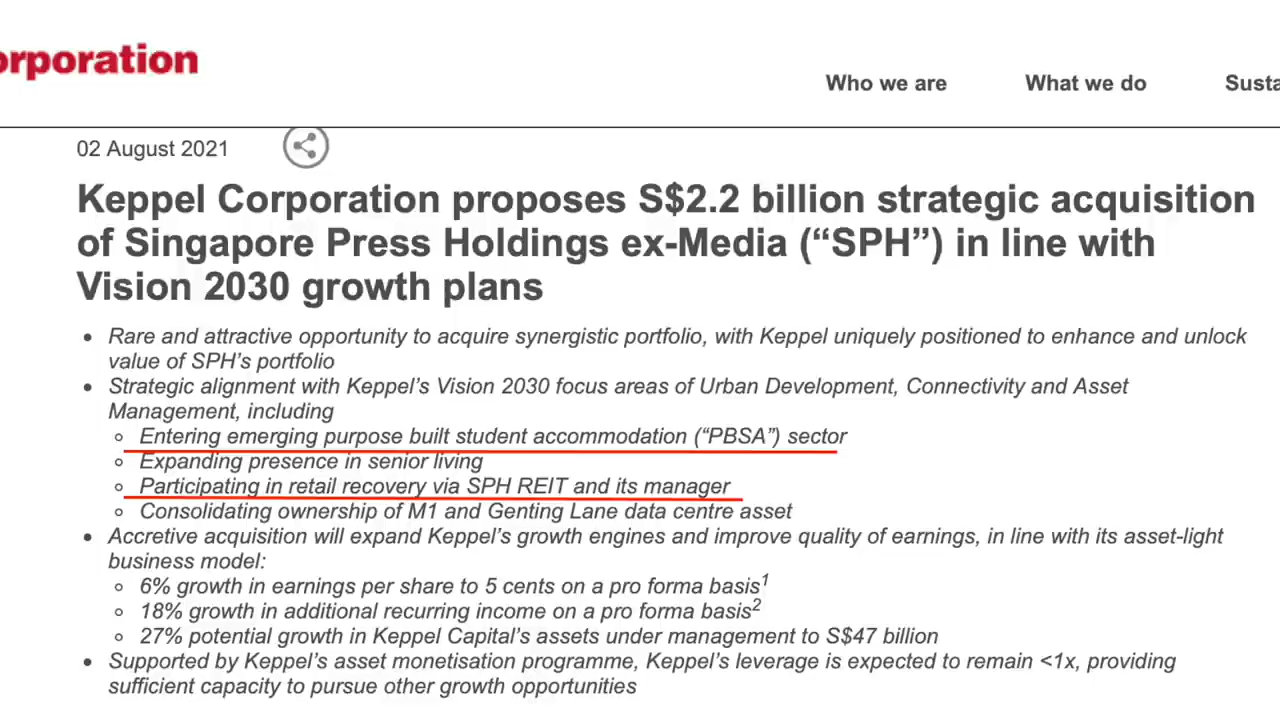 orporation
Who we are
What we do
Susta
02 August 2021
Keppel Corporation proposes S$2.2 billion strategic acquisition
of Singapore Press Holdings ex-Media (“SPH”) in line with
Vision 2030 growth plans
• Rare and attractive opportunity to acquire synergistic portfolio, with Keppel uniquely positioned to enhance and unlock
value of SPH’s portfolio
• Strategic alignment with Keppel’s Vision 2030 focus areas of Urban Development, Connectivity and Asset
Management, including
◦ Entering emerging purpose built student accommodation (“PBSA”) sector
◦ Expanding presence in senior living
◦ Participating in retail recovery via SPH REIT and its manager
◦ Consolidating ownership of M1 and Genting Lane data centre asset
• Accretive acquisition will expand Keppel’s growth engines and improve quality of earnings, in line with its asset-light
business model:
◦ 6% growth in earnings per share to 5 cents on a pro forma basis¹
◦ 18% growth in additional recurring income on a pro forma basis²
◦ 27% potential growth in Keppel Capital’s assets under management to S$47 billion
• Supported by Keppel’s asset monetisation programme, Keppel’s leverage is expected to remain <1x, providing
sufficient capacity to pursue other growth opportunities